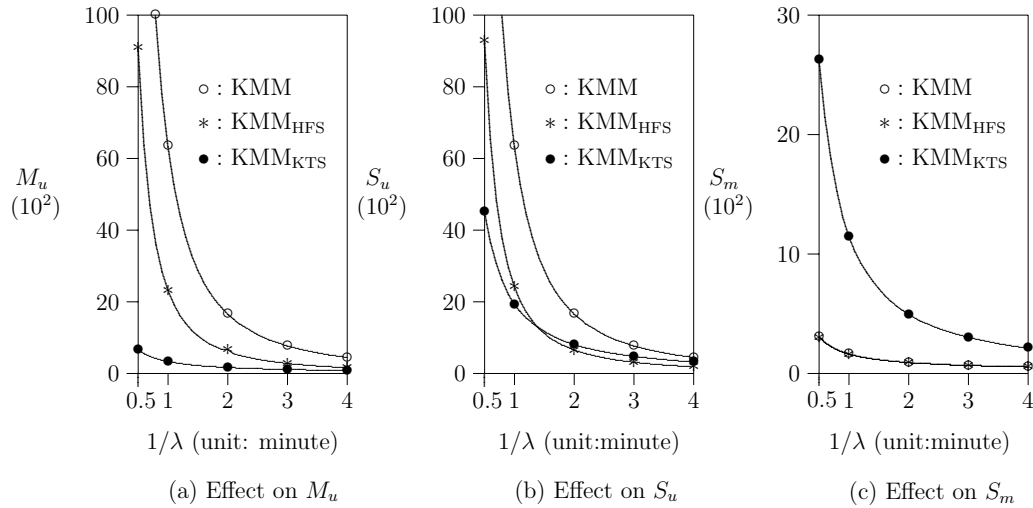 100
80
60
40
20
0
M_u
(10^2)
○ : KMM
* : KMM_HFS
● : KMM_KTS
0.5 1 2 3 4
1/λ (unit: minute)
(a) Effect on M_u
100
80
60
40
20
0
S_u
(10^2)
○ : KMM
* : KMM_HFS
● : KMM_KTS
0.5 1 2 3 4
1/λ (unit:minute)
(b) Effect on S_u
30
20
10
0
S_m
(10^2)
○ : KMM
* : KMM_HFS
● : KMM_KTS
0.5 1 2 3 4
1/λ (unit:minute)
(c) Effect on S_m